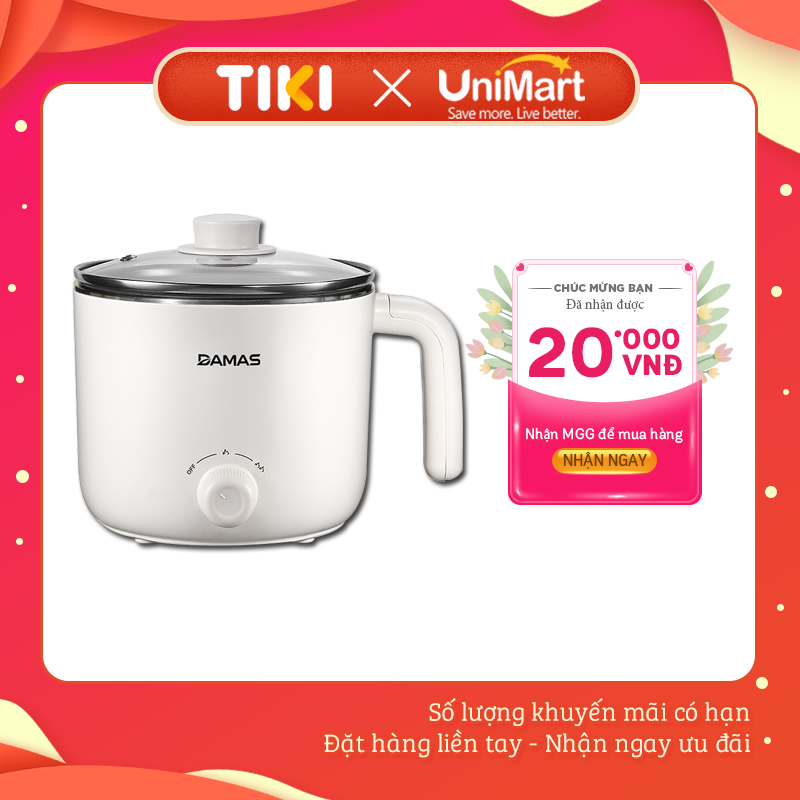 TIKI × UniMart
Save more. Live better.
DAMAS
OFF
CHÚC MỪNG BẠN
Đã nhận được
20.000
VNĐ
Nhận MGG để mua hàng
NHẬN NGAY
Số lượng khuyến mãi có hạn
Đặt hàng liền tay - Nhận ngay ưu đãi